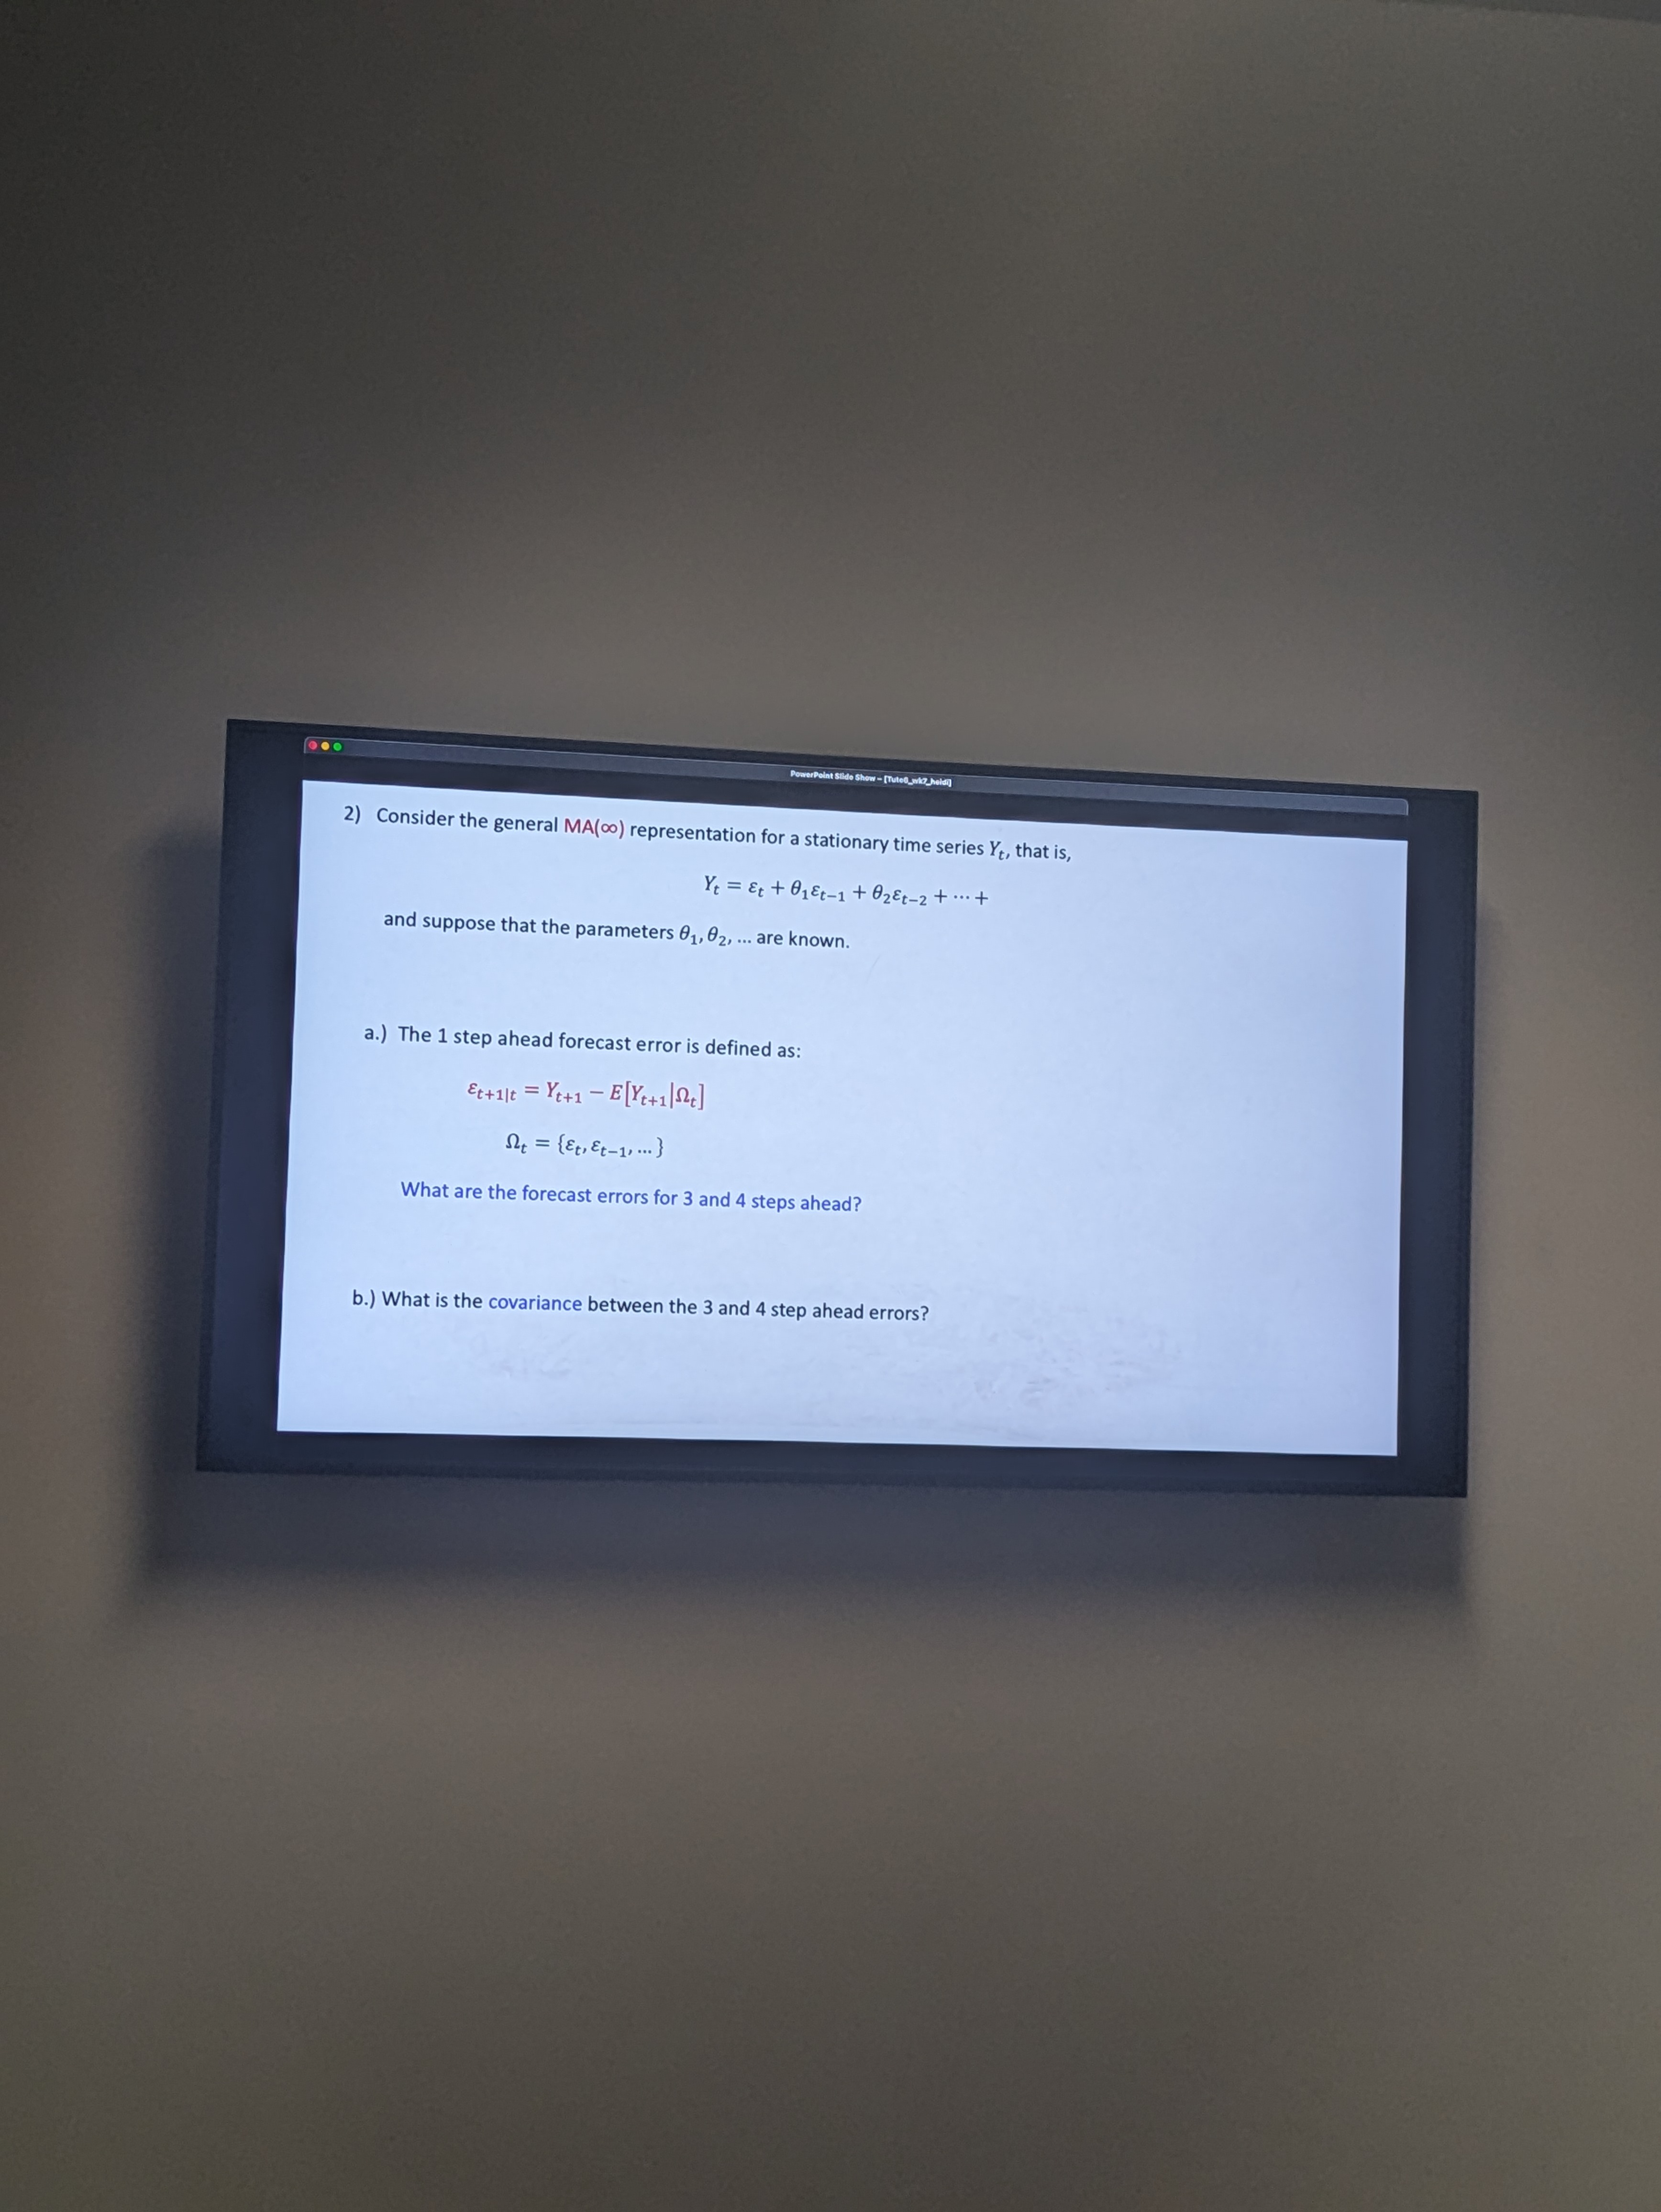 PowerPoint Slide Show – [Tute0_wk7_heidi]
2) Consider the general MA(∞) representation for a stationary time series Yₜ, that is,
Yₜ = εₜ + θ₁εₜ₋₁ + θ₂εₜ₋₂ + ⋯ +
and suppose that the parameters θ₁, θ₂, … are known.
a.) The 1 step ahead forecast error is defined as:
εₜ₊₁|ₜ = Yₜ₊₁ − E[Yₜ₊₁|Ωₜ]
Ωₜ = {εₜ, εₜ₋₁, … }
What are the forecast errors for 3 and 4 steps ahead?
b.) What is the covariance between the 3 and 4 step ahead errors?